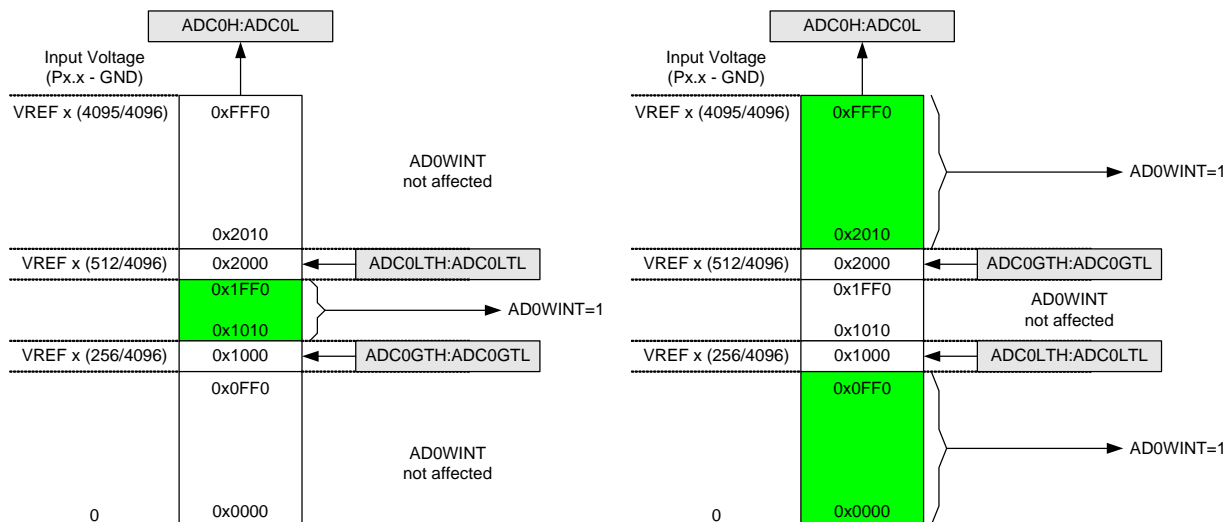 ADC0H:ADC0L
Input Voltage
(Px.x - GND)
VREF x (4095/4096)
0xFFF0
AD0WINT
not affected
0x2010
VREF x (512/4096)
0x2000
ADC0LTH:ADC0LTL
0x1FF0
AD0WINT=1
0x1010
VREF x (256/4096)
0x1000
ADC0GTH:ADC0GTL
0x0FF0
AD0WINT
not affected
0
0x0000
ADC0H:ADC0L
Input Voltage
(Px.x - GND)
VREF x (4095/4096)
0xFFF0
AD0WINT=1
0x2010
VREF x (512/4096)
0x2000
ADC0GTH:ADC0GTL
0x1FF0
AD0WINT
not affected
0x1010
VREF x (256/4096)
0x1000
ADC0LTH:ADC0LTL
0x0FF0
AD0WINT=1
0
0x0000